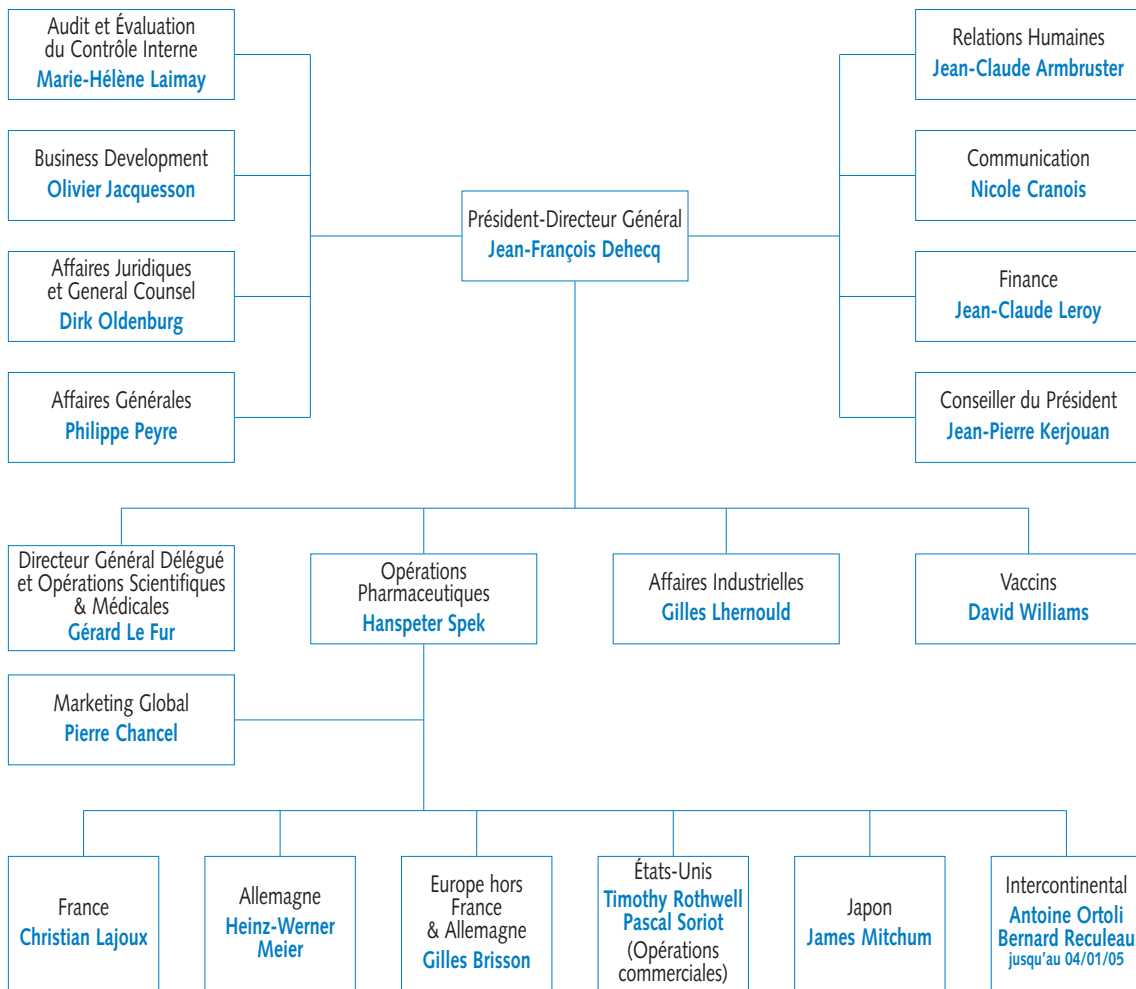 Audit et Évaluation
du Contrôle Interne
Marie-Hélène Laimay
Relations Humaines
Jean-Claude Armbruster
Business Development
Olivier Jacquesson
Communication
Nicole Cranois
Président-Directeur Général
Jean-François Dehecq
Affaires Juridiques
et General Counsel
Dirk Oldenburg
Finance
Jean-Claude Leroy
Affaires Générales
Philippe Peyre
Conseiller du Président
Jean-Pierre Kerjouan
Directeur Général Délégué
et Opérations Scientifiques
& Médicales
Gérard Le Fur
Opérations
Pharmaceutiques
Hanspeter Spek
Affaires Industrielles
Gilles Lhernould
Vaccins
David Williams
Marketing Global
Pierre Chancel
France
Christian Lajoux
Allemagne
Heinz-Werner
Meier
Europe hors
France
& Allemagne
Gilles Brisson
États-Unis
Timothy Rothwell
Pascal Soriot
(Opérations
commerciales)
Japon
James Mitchum
Intercontinental
Antoine Ortoli
Bernard Reculeau
jusqu'au 04/01/05